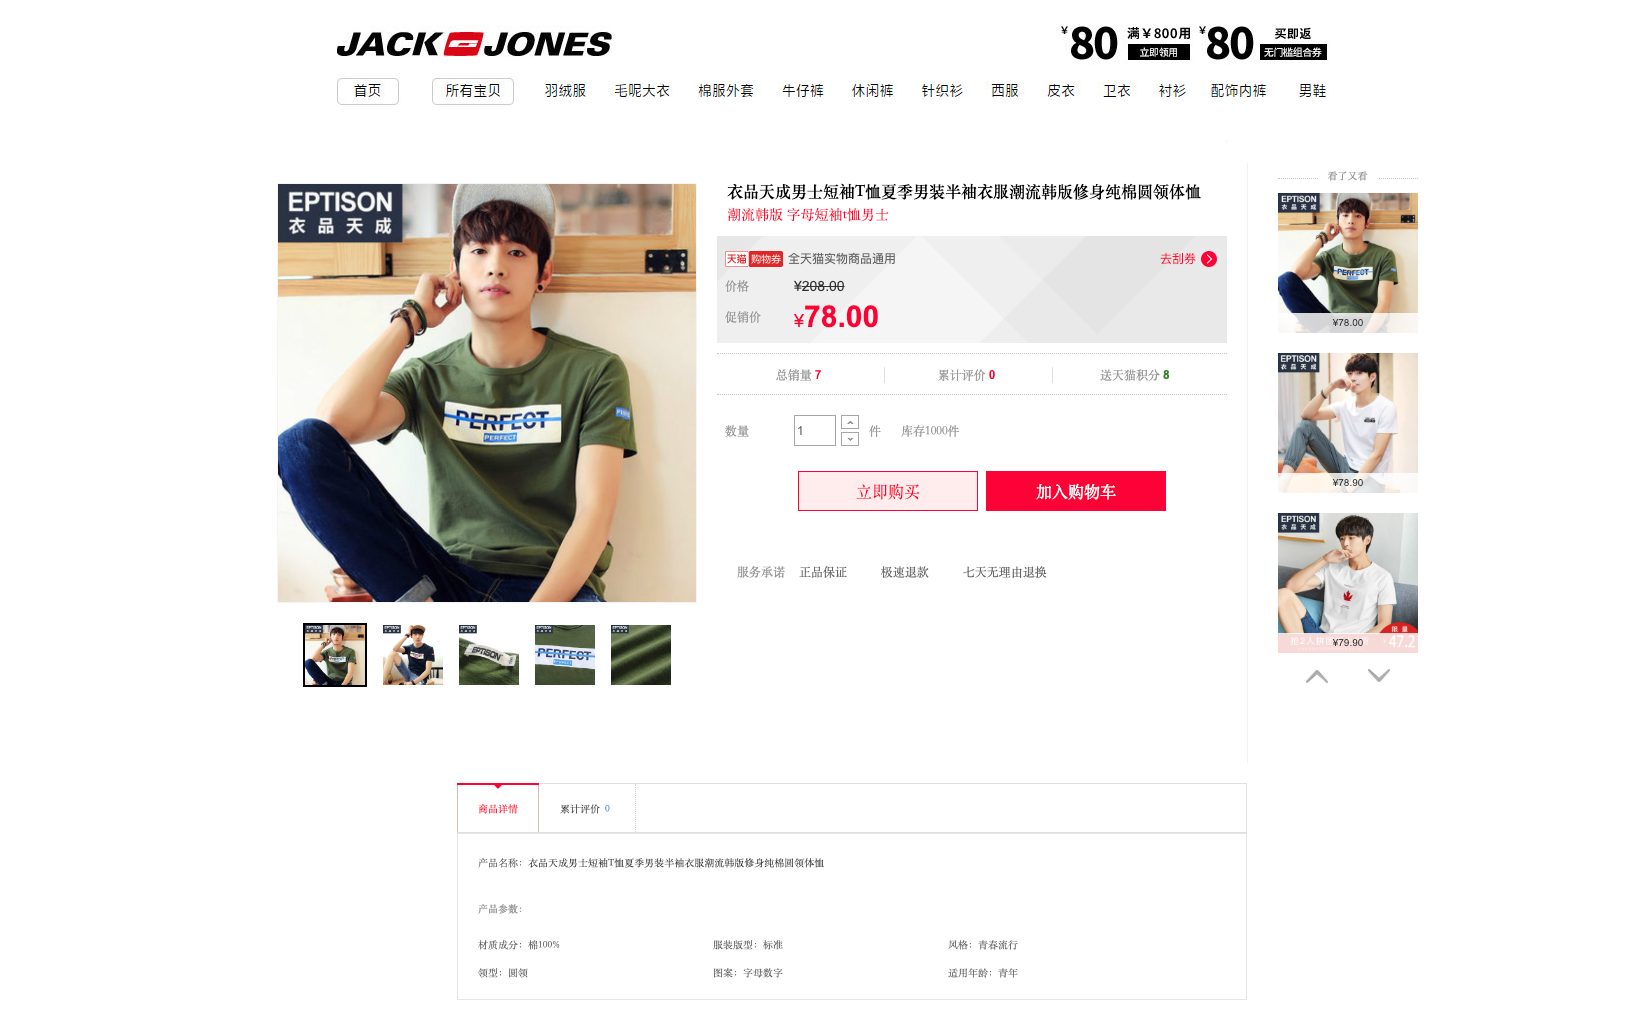 JACK JONES
¥80 满￥800用 立即领用
¥80 买即返 无门槛组合券
首页 所有宝贝 羽绒服 毛呢大衣 棉服外套 牛仔裤 休闲裤 针织衫 西服 皮衣 卫衣 衬衫 配饰内裤 男鞋
EPTISON
衣品天成
PERFECT
PERFECT
衣品天成男士短袖T恤夏季男装半袖衣服潮流韩版修身纯棉圆领体恤
潮流韩版 字母短袖t恤男士
天猫 购物券 全天猫实物商品通用 去刮券
价格 ¥208.00
促销价 ¥78.00
总销量 7 累计评价 0 送天猫积分 8
数量 1 件 库存1000件
立即购买 加入购物车
服务承诺 正品保证 极速退款 七天无理由退换
EPTISON
PERFECT
PERFECT
看了又看
EPTISON
衣品天成
PERFECT
¥78.00
EPTISON
衣品天成
¥78.90
EPTISON
衣品天成
限量
¥79.90 47.2
商品详情 累计评价 0
产品名称：衣品天成男士短袖T恤夏季男装半袖衣服潮流韩版修身纯棉圆领体恤
产品参数：
材质成分：棉100% 服装版型：标准 风格：青春流行
领型：圆领 图案：字母数字 适用年龄：青年